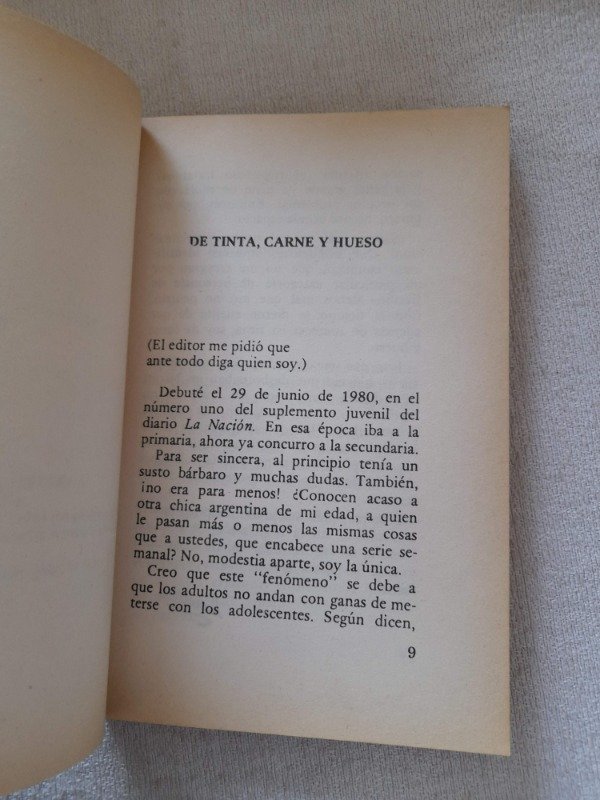 DE TINTA, CARNE Y HUESO
(El editor me pidió que
ante todo diga quien soy.)
Debuté el 29 de junio de 1980, en el
número uno del suplemento juvenil del
diario La Nación. En esa época iba a la
primaria, ahora ya concurro a la secundaria.
Para ser sincera, al principio tenía un
susto bárbaro y muchas dudas. También,
¡no era para menos! ¿Conocen acaso a
otra chica argentina de mi edad, a quien
le pasan más o menos las mismas cosas
que a ustedes, que encabece una serie se-
manal? No, modestia aparte, soy la única.
Creo que este “fenómeno” se debe a
que los adultos no andan con ganas de me-
terse con los adolescentes. Según dicen,
9